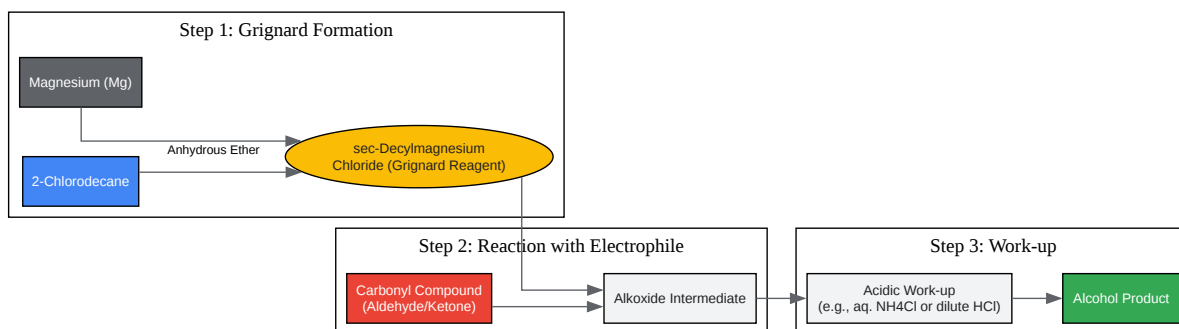 Step 1: Grignard Formation
Magnesium (Mg)
Anhydrous Ether
2-Chlorodecane
sec-Decylmagnesium
Chloride (Grignard Reagent)
Step 2: Reaction with Electrophile
Carbonyl Compound
(Aldehyde/Ketone)
Alkoxide Intermediate
Step 3: Work-up
Acidic Work-up
(e.g., aq. NH4Cl or dilute HCl)
Alcohol Product